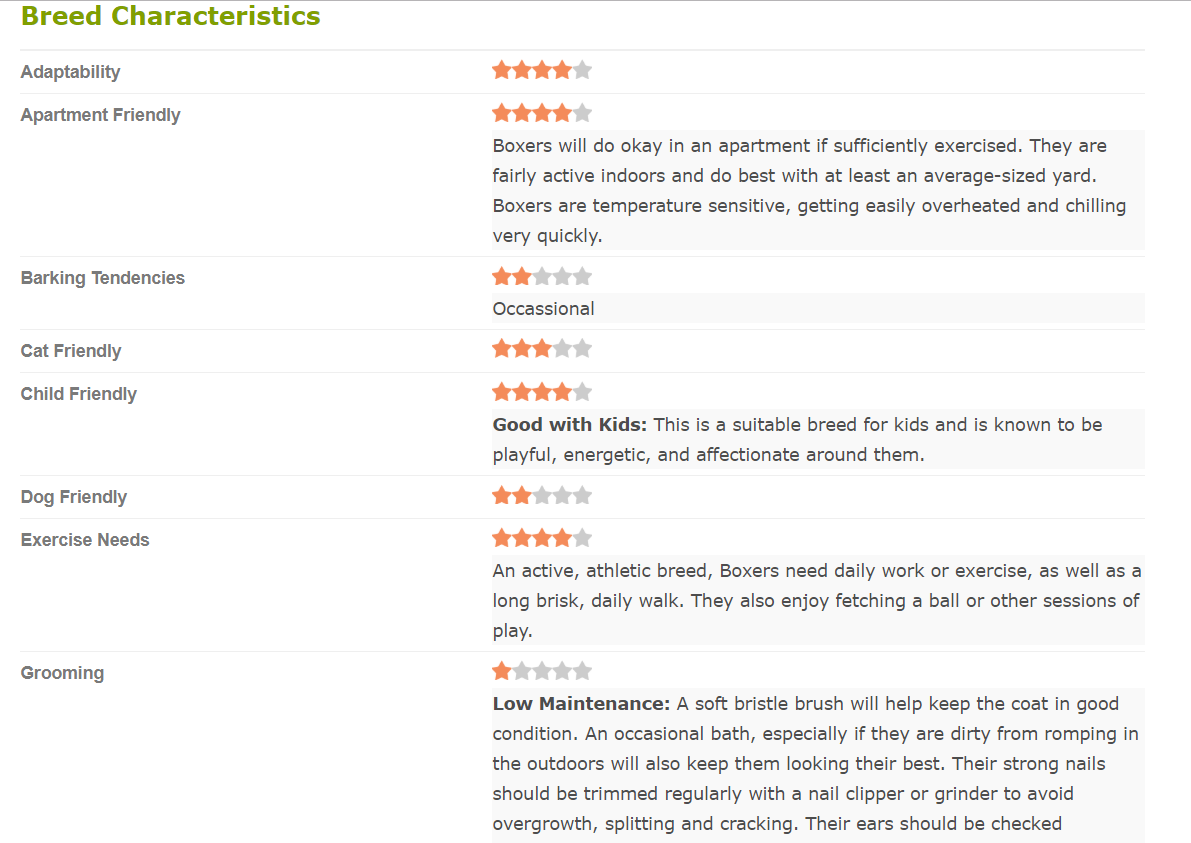 Breed Characteristics
Adaptability
Apartment Friendly
Boxers will do okay in an apartment if sufficiently exercised. They are
fairly active indoors and do best with at least an average-sized yard.
Boxers are temperature sensitive, getting easily overheated and chilling
very quickly.
Barking Tendencies
Occassional
Cat Friendly
Child Friendly
Good with Kids: This is a suitable breed for kids and is known to be
playful, energetic, and affectionate around them.
Dog Friendly
Exercise Needs
An active, athletic breed, Boxers need daily work or exercise, as well as a
long brisk, daily walk. They also enjoy fetching a ball or other sessions of
play.
Grooming
Low Maintenance: A soft bristle brush will help keep the coat in good
condition. An occasional bath, especially if they are dirty from romping in
the outdoors will also keep them looking their best. Their strong nails
should be trimmed regularly with a nail clipper or grinder to avoid
overgrowth, splitting and cracking. Their ears should be checked